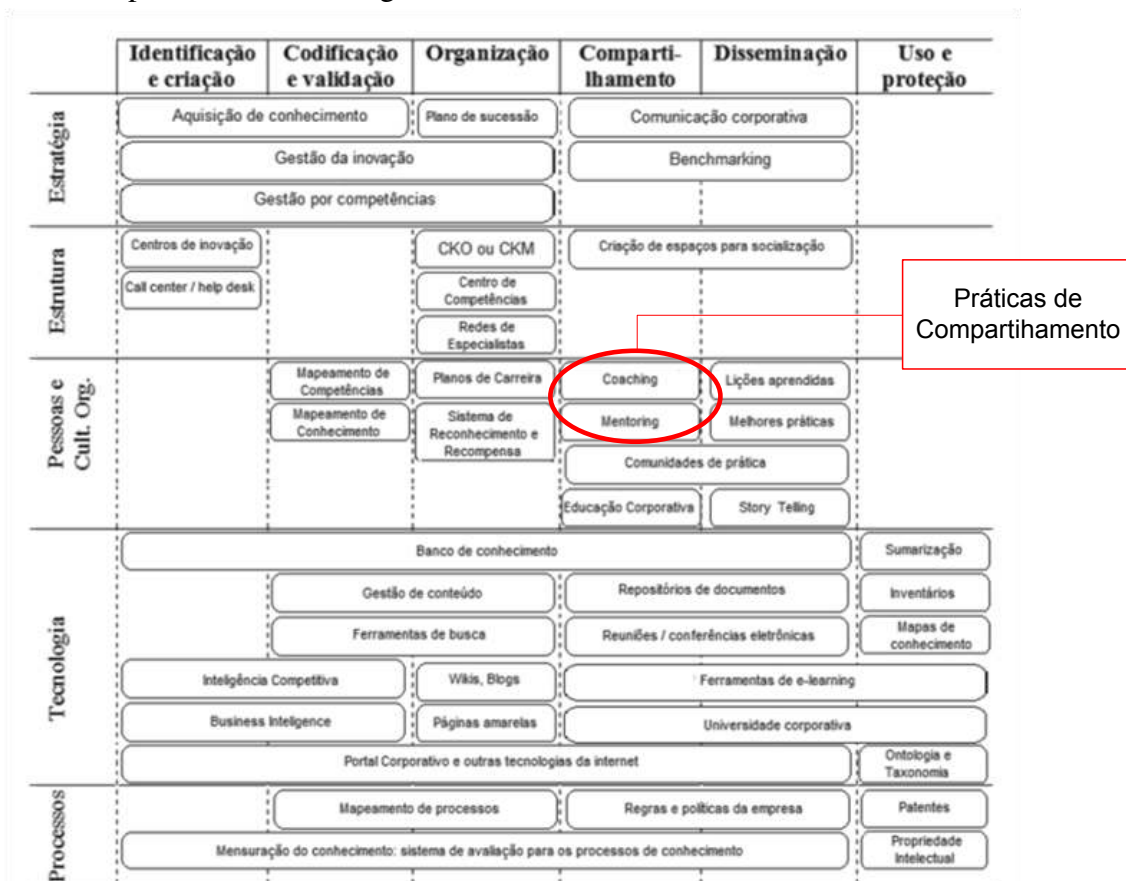 Identificação
e criação
Codificação
e validação
Organização
Comparti-
lhamento
Disseminação
Uso e
proteção
Estratégia
Aquisição de conhecimento
Plano de sucessão
Comunicação corporativa
Gestão da inovação
Benchmarking
Gestão por competências
Estrutura
Centros de inovação
CKO ou CKM
Criação de espaços para socialização
Call center / help desk
Centro de
Competências
Redes de
Especialistas
Práticas de
Compartihamento
Pessoas e
Cult. Org.
Mapeamento de
Competências
Planos de Carreira
Coaching
Lições aprendidas
Mapeamento de
Conhecimento
Sistema de
Reconhecimento e
Recompensa
Mentoring
Melhores práticas
Comunidades de prática
Educação Corporativa
Story Telling
Tecnologia
Banco de conhecimento
Sumarização
Gestão de conteúdo
Repositórios de documentos
Inventários
Ferramentas de busca
Reuniões / conferências eletrônicas
Mapas de
conhecimento
Inteligência Competitiva
Wikis, Blogs
Ferramentas de e-learning
Business Inteligence
Páginas amarelas
Universidade corporativa
Portal Corporativo e outras tecnologias da internet
Ontologia e
Taxonomia
Processos
Mapeamento de processos
Regras e políticas da empresa
Patentes
Mensuração do conhecimento: sistema de avaliação para os processos de conhecimento
Propriedade
Intelectual